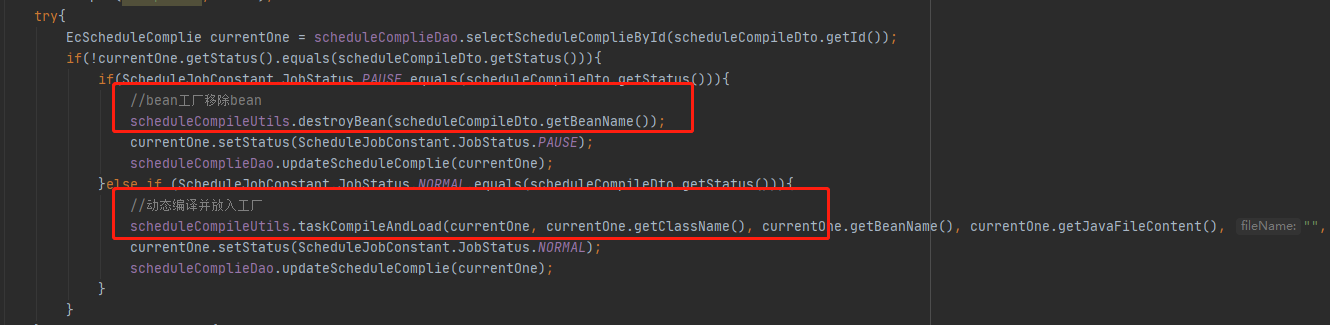 try{
EcScheduleComplie currentOne = scheduleComplieDao.selectScheduleComplieById(scheduleCompileDto.getId());
if(!currentOne.getStatus().equals(scheduleCompileDto.getStatus())){
if(ScheduleJobConstant.JobStatus.PAUSE.equals(scheduleCompileDto.getStatus())){
//bean工厂移除bean
scheduleCompileUtils.destroyBean(scheduleCompileDto.getBeanName());
currentOne.setStatus(ScheduleJobConstant.JobStatus.PAUSE);
scheduleComplieDao.updateScheduleComplie(currentOne);
}else if (ScheduleJobConstant.JobStatus.NORMAL.equals(scheduleCompileDto.getStatus())){
//动态编译并放入工厂
scheduleCompileUtils.taskCompileAndLoad(currentOne, currentOne.getClassName(), currentOne.getBeanName(), currentOne.getJavaFileContent(), fileName: "",
currentOne.setStatus(ScheduleJobConstant.JobStatus.NORMAL);
scheduleComplieDao.updateScheduleComplie(currentOne);
}
}